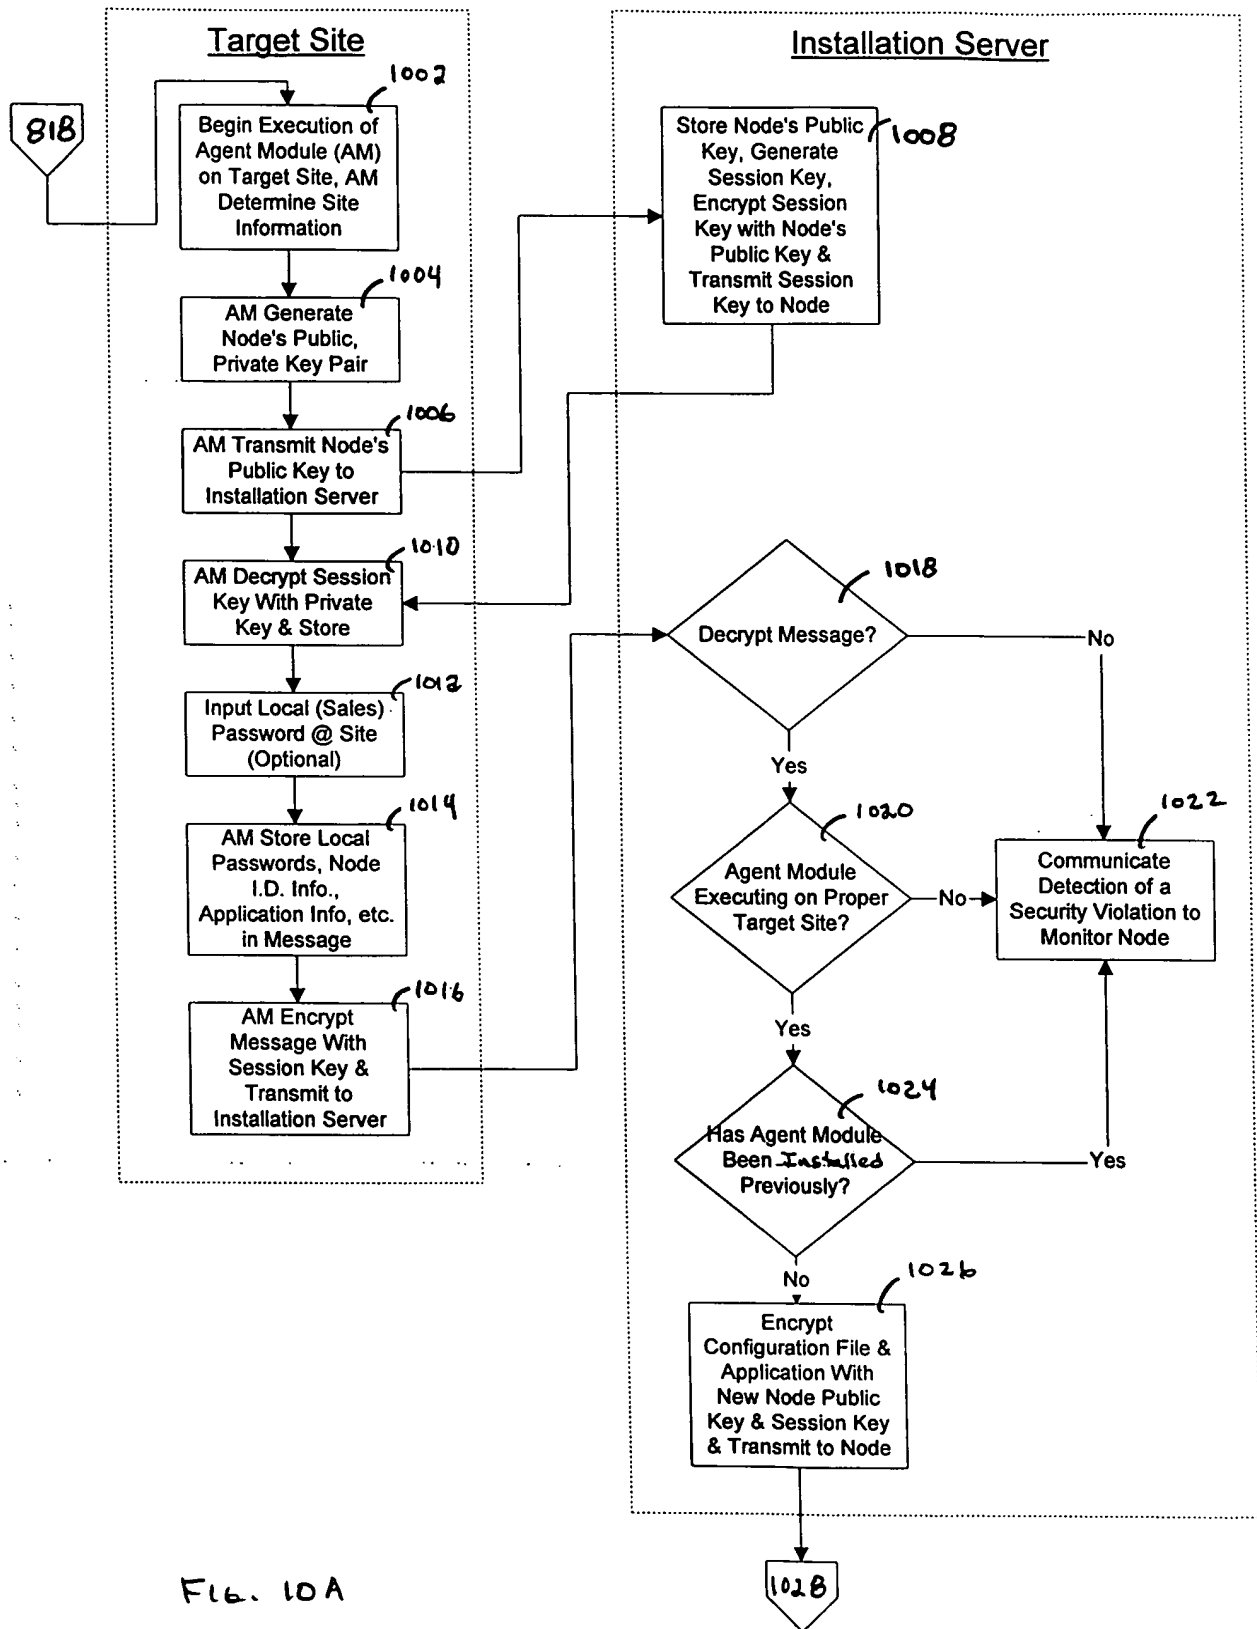 Target Site
818
1002
Begin Execution of
Agent Module (AM)
on Target Site, AM
Determine Site
Information
1004
AM Generate
Node's Public,
Private Key Pair
1006
AM Transmit Node's
Public Key to
Installation Server
1010
AM Decrypt Session
Key With Private
Key & Store
1012
Input Local (Sales)
Password @ Site
(Optional)
1014
AM Store Local
Passwords, Node
I.D. Info.,
Application Info, etc.
in Message
1016
AM Encrypt
Message With
Session Key &
Transmit to
Installation Server
Installation Server
1008
Store Node's Public
Key, Generate
Session Key,
Encrypt Session
Key with Node's
Public Key &
Transmit Session
Key to Node
1018
Decrypt Message?
No
Yes
1020
Agent Module
Executing on Proper
Target Site?
No
1022
Communicate
Detection of a
Security Violation to
Monitor Node
Yes
1024
Has Agent Module
Been Installed
Previously?
Yes
No
1026
Encrypt
Configuration File &
Application With
New Node Public
Key & Session Key
& Transmit to Node
1028
FIG. 10A